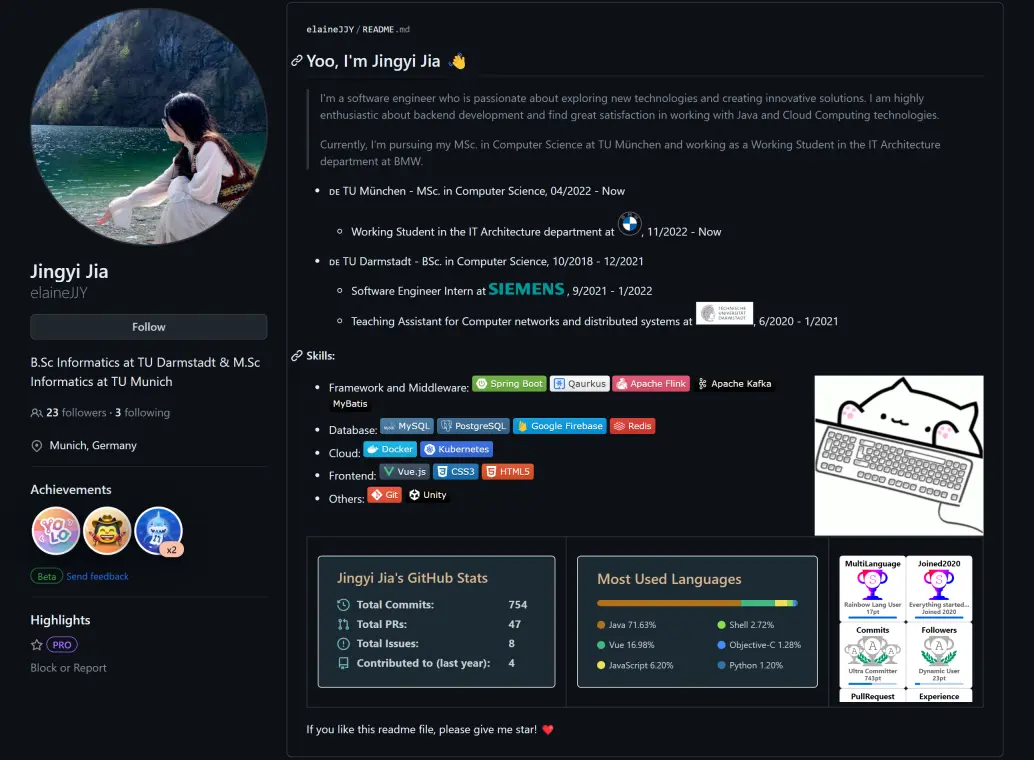 Jingyi Jia
elaineJJY
Follow
B.Sc Informatics at TU Darmstadt & M.Sc
Informatics at TU Munich
23 followers · 3 following
Munich, Germany
Achievements
YOLO
x2
Beta Send feedback
Highlights
PRO
Block or Report
elaineJJY / README.md
Yoo, I'm Jingyi Jia
I'm a software engineer who is passionate about exploring new technologies and creating innovative solutions. I am highly
enthusiastic about backend development and find great satisfaction in working with Java and Cloud Computing technologies.
Currently, I'm pursuing my MSc. in Computer Science at TU München and working as a Working Student in the IT Architecture
department at BMW.
DE TU München - MSc. in Computer Science, 04/2022 - Now
Working Student in the IT Architecture department at , 11/2022 - Now
DE TU Darmstadt - BSc. in Computer Science, 10/2018 - 12/2021
Software Engineer Intern at SIEMENS , 9/2021 - 1/2022
Teaching Assistant for Computer networks and distributed systems at TECHNISCHE UNIVERSITÄT DARMSTADT , 6/2020 - 1/2021
Skills:
Framework and Middleware: Spring Boot Qaurkus Apache Flink Apache Kafka
MyBatis
Database: MySQL PostgreSQL Google Firebase Redis
Cloud: Docker Kubernetes
Frontend: Vue.js CSS3 HTML5
Others: Git Unity
Jingyi Jia's GitHub Stats
Total Commits: 754
Total PRs: 47
Total Issues: 8
Contributed to (last year): 4
Most Used Languages
Java 71.63% Shell 2.72%
Vue 16.98% Objective-C 1.28%
JavaScript 6.20% Python 1.20%
MultiLanguage Joined2020
S S
Rainbow Lang User Everything started...
17pt Joined 2020
Commits Followers
A A A A
Ultra Committer Dynamic User
743pt 23pt
PullRequest Experience
If you like this readme file, please give me star!